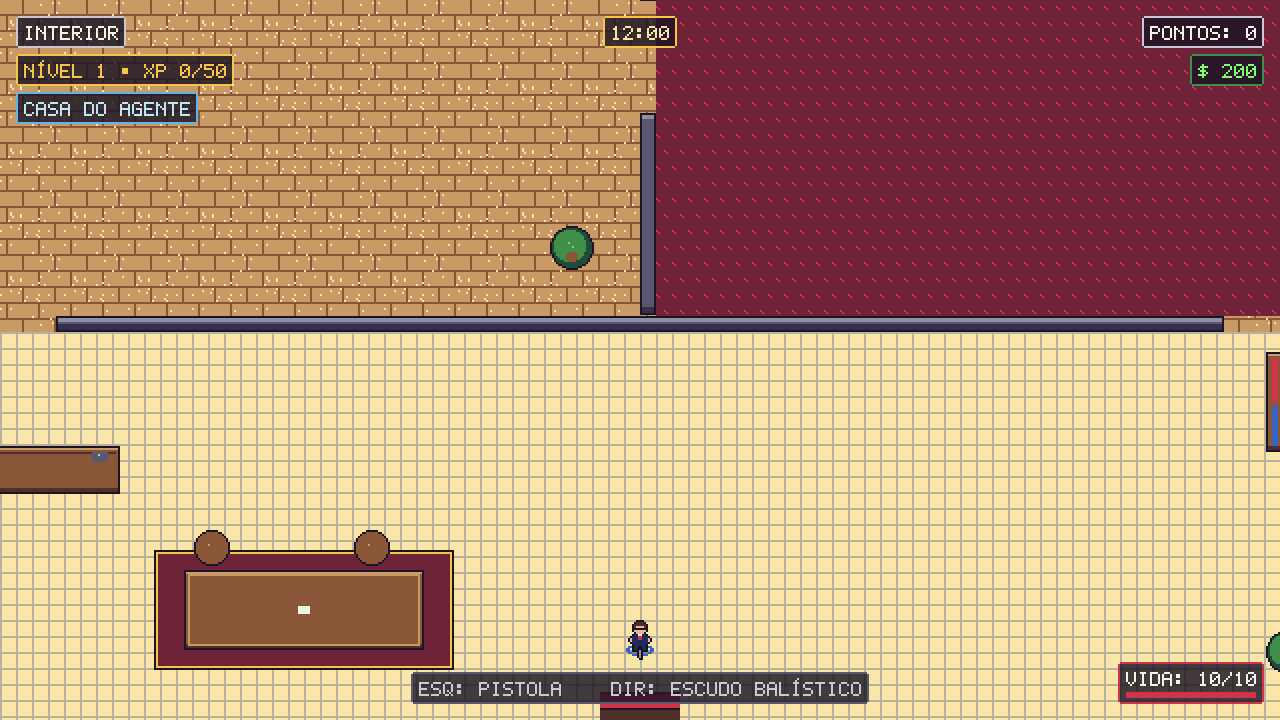 INTERIOR
12:00
PONTOS: 0
NÍVEL 1 ▪ XP 0/50
$ 200
CASA DO AGENTE
VIDA: 10/10
ESQ: PISTOLA DIR: ESCUDO BALÍSTICO